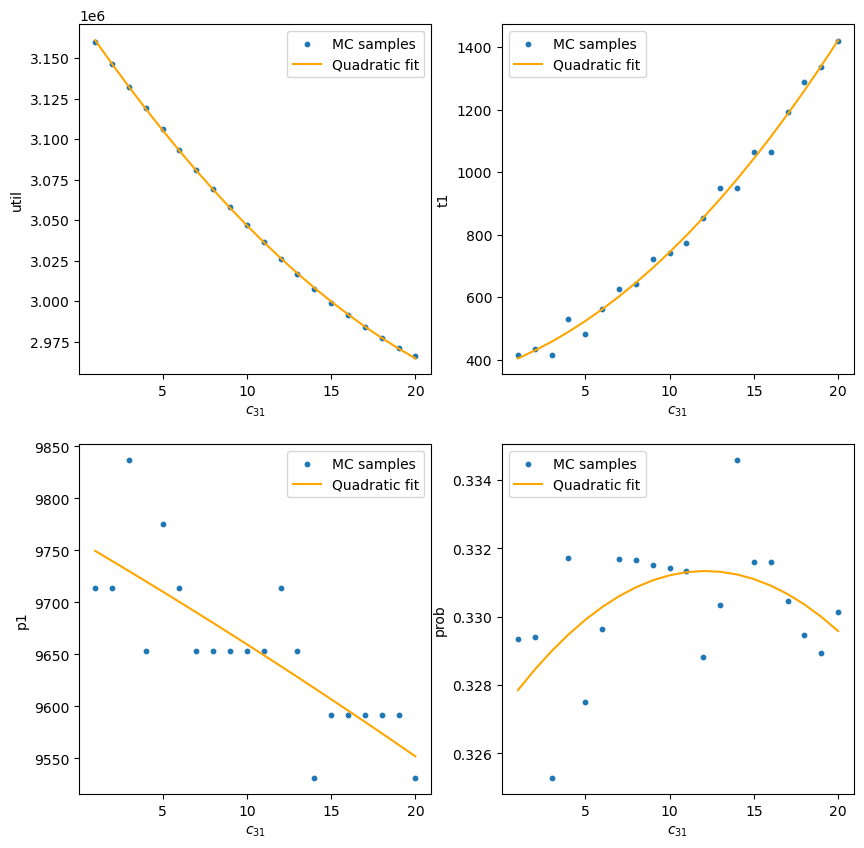 1e6
MC samples
Quadratic fit
3.150
3.125
3.100
3.075
3.050
3.025
3.000
2.975
util
5
10
15
20
c31
MC samples
Quadratic fit
1400
1200
1000
800
600
400
t1
5
10
15
20
c31
MC samples
Quadratic fit
9850
9800
9750
9700
9650
9600
9550
p1
5
10
15
20
c31
MC samples
Quadratic fit
0.334
0.332
0.330
0.328
0.326
prob
5
10
15
20
c31